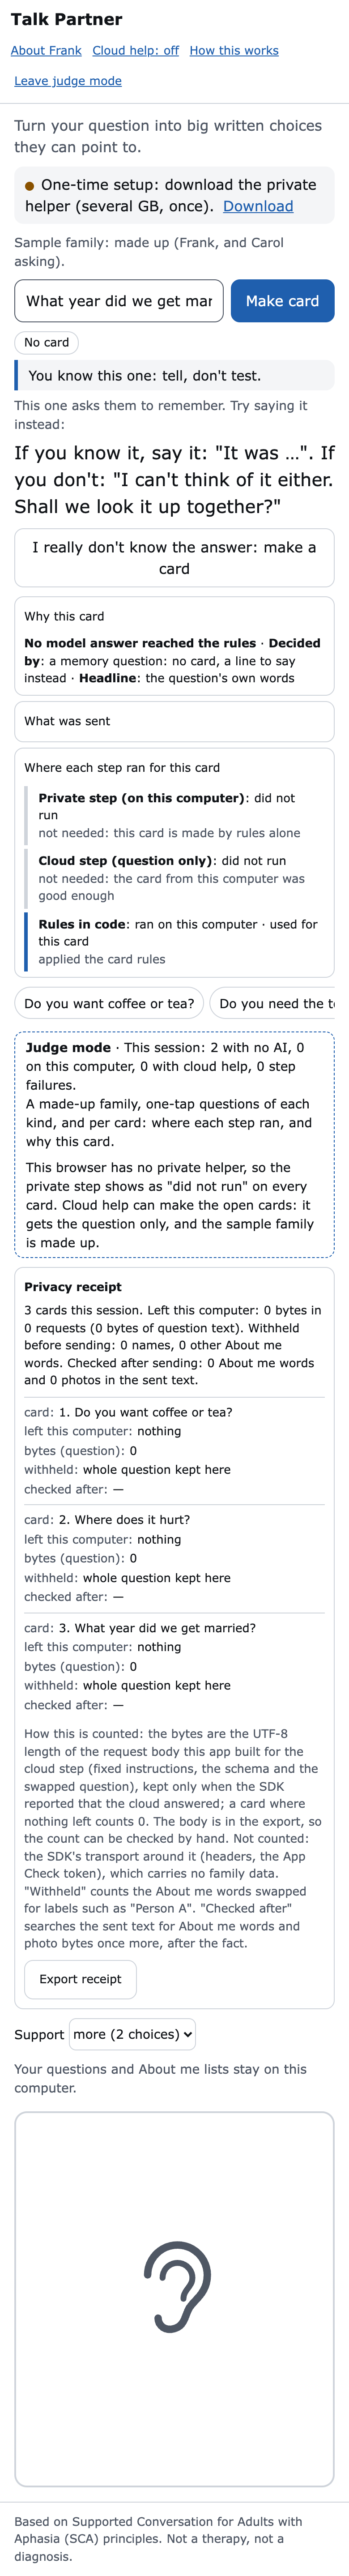 Talk Partner
About Frank Cloud help: off How this works
Leave judge mode
Turn your question into big written choices
they can point to.
One-time setup: download the private
helper (several GB, once). Download
Sample family: made up (Frank, and Carol
asking).
What year did we get mar
Make card
No card
You know this one: tell, don't test.
This one asks them to remember. Try saying it
instead:
If you know it, say it: "It was …". If
you don't: "I can't think of it either.
Shall we look it up together?"
I really don't know the answer: make a
card
Why this card
No model answer reached the rules · Decided
by: a memory question: no card, a line to say
instead · Headline: the question's own words
What was sent
Where each step ran for this card
Private step (on this computer): did not
run
not needed: this card is made by rules alone
Cloud step (question only): did not run
not needed: the card from this computer was
good enough
Rules in code: ran on this computer · used for
this card
applied the card rules
Do you want coffee or tea?
Do you need the t
Judge mode · This session: 2 with no AI, 0
on this computer, 0 with cloud help, 0 step
failures.
A made-up family, one-tap questions of each
kind, and per card: where each step ran, and
why this card.
This browser has no private helper, so the
private step shows as "did not run" on every
card. Cloud help can make the open cards: it
gets the question only, and the sample family
is made up.
Privacy receipt
3 cards this session. Left this computer: 0 bytes in
0 requests (0 bytes of question text). Withheld
before sending: 0 names, 0 other About me
words. Checked after sending: 0 About me words
and 0 photos in the sent text.
card: 1. Do you want coffee or tea?
left this computer: nothing
bytes (question): 0
withheld: whole question kept here
checked after: —
card: 2. Where does it hurt?
left this computer: nothing
bytes (question): 0
withheld: whole question kept here
checked after: —
card: 3. What year did we get married?
left this computer: nothing
bytes (question): 0
withheld: whole question kept here
checked after: —
How this is counted: the bytes are the UTF-8
length of the request body this app built for the
cloud step (fixed instructions, the schema and the
swapped question), kept only when the SDK
reported that the cloud answered; a card where
nothing left counts 0. The body is in the export, so
the count can be checked by hand. Not counted:
the SDK's transport around it (headers, the App
Check token), which carries no family data.
"Withheld" counts the About me words swapped
for labels such as "Person A". "Checked after"
searches the sent text for About me words and
photo bytes once more, after the fact.
Export receipt
Support more (2 choices)
Your questions and About me lists stay on this
computer.
Based on Supported Conversation for Adults with
Aphasia (SCA) principles. Not a therapy, not a
diagnosis.